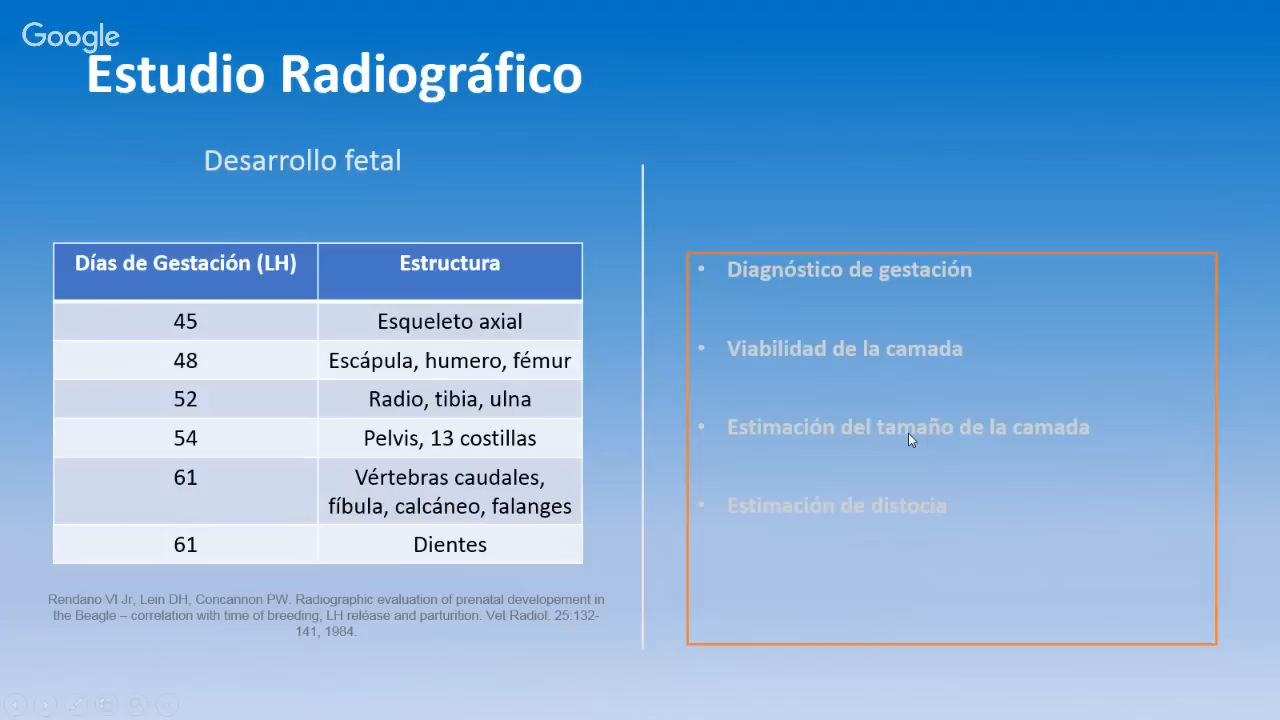 Google
Estudio Radiográfico
Desarrollo fetal
Días de Gestación (LH) Estructura
45 Esqueleto axial
48 Escápula, humero, fémur
52 Radio, tibia, ulna
54 Pelvis, 13 costillas
61 Vértebras caudales,
fíbula, calcáneo, falanges
61 Dientes
Rendano VI Jr, Lein DH, Concannon PW. Radiographic evaluation of prenatal developement in
the Beagle – correlation with time of breeding, LH reléase and parturition. Vet Radiol. 25:132-
141, 1984.
• Diagnóstico de gestación
• Viabilidad de la camada
• Estimación del tamaño de la camada
• Estimación de distocia